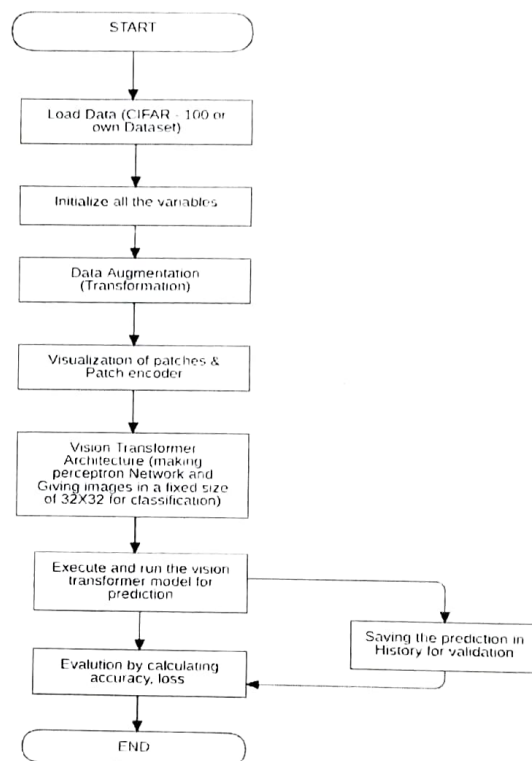 START
Load Data (CIFAR - 100 or
own Dataset)
Initialize all the variables
Data Augmentation
(Transformation)
Visualization of patches &
Patch encoder
Vision Transformer
Architecture (making
perceptron Network and
Giving images in a fixed size
of 32X32 for classification)
Execute and run the vision
transformer model for
prediction
Saving the prediction in
History for validation
Evalution by calculating
accuracy, loss
END